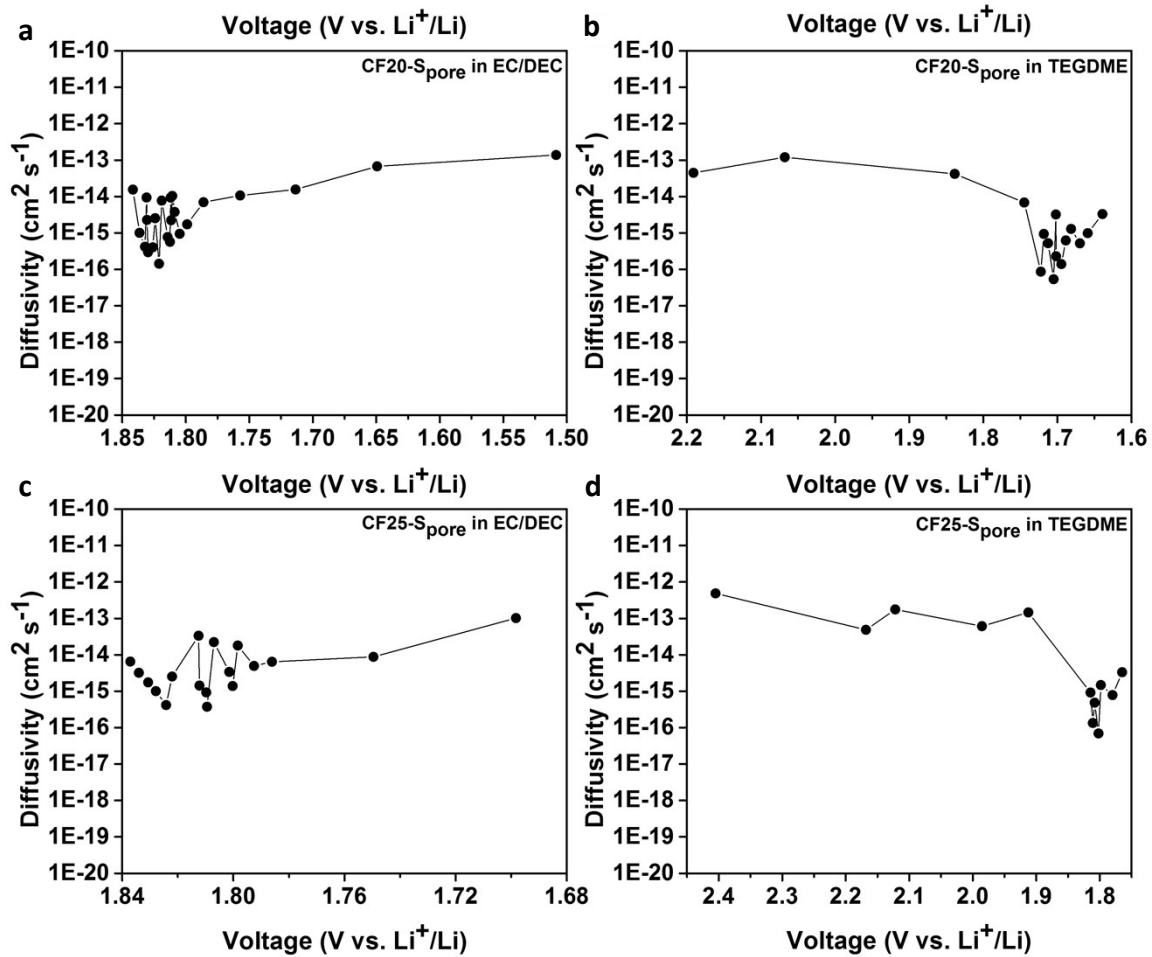 a
Voltage (V vs. Li+/Li)
CF20-Spore in EC/DEC
Diffusivity (cm2 s-1)
1E-10
1E-11
1E-12
1E-13
1E-14
1E-15
1E-16
1E-17
1E-18
1E-19
1E-20
1.85 1.80 1.75 1.70 1.65 1.60 1.55 1.50
b
Voltage (V vs. Li+/Li)
CF20-Spore in TEGDME
Diffusivity (cm2 s-1)
1E-10
1E-11
1E-12
1E-13
1E-14
1E-15
1E-16
1E-17
1E-18
1E-19
1E-20
2.2 2.1 2.0 1.9 1.8 1.7 1.6
c
Voltage (V vs. Li+/Li)
CF25-Spore in EC/DEC
Diffusivity (cm2 s-1)
1E-10
1E-11
1E-12
1E-13
1E-14
1E-15
1E-16
1E-17
1E-18
1E-19
1E-20
1.84 1.80 1.76 1.72 1.68
Voltage (V vs. Li+/Li)
d
Voltage (V vs. Li+/Li)
CF25-Spore in TEGDME
Diffusivity (cm2 s-1)
1E-10
1E-11
1E-12
1E-13
1E-14
1E-15
1E-16
1E-17
1E-18
1E-19
1E-20
2.4 2.3 2.2 2.1 2.0 1.9 1.8
Voltage (V vs. Li+/Li)